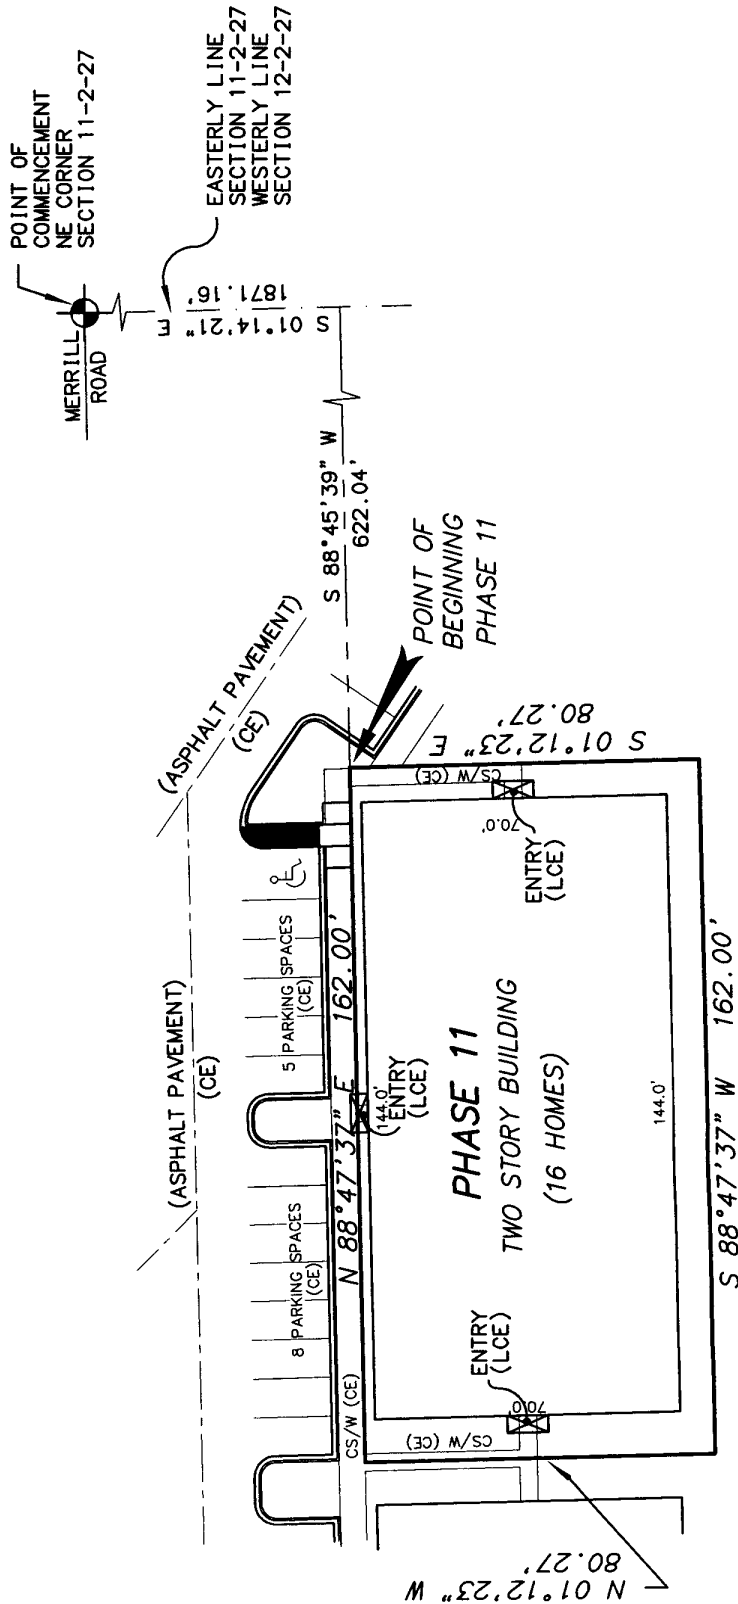 POINT OF
COMMENCEMENT
NE CORNER
SECTION 11-2-27
MERRILL
ROAD
EASTERLY LINE
SECTION 11-2-27
WESTERLY LINE
SECTION 12-2-27
S 01°14'21" E
1871.16'
S 88°45'39" W
622.04'
POINT OF
BEGINNING
PHASE 11
(ASPHALT PAVEMENT)
(CE)
(ASPHALT PAVEMENT)
(CE)
5 PARKING SPACES
(CE)
8 PARKING SPACES
(CE)
N 88°47'37" E 162.00'
CS/W (CE)
S 01°12'23" E
80.27'
CS/W (CE)
70.0'
ENTRY
(LCE)
144.0'
ENTRY
(LCE)
PHASE 11
TWO STORY BUILDING
(16 HOMES)
144.0'
ENTRY
(LCE)
70.0'
CS/W (CE)
S 88°47'37" W 162.00'
N 01°12'23" W
80.27'